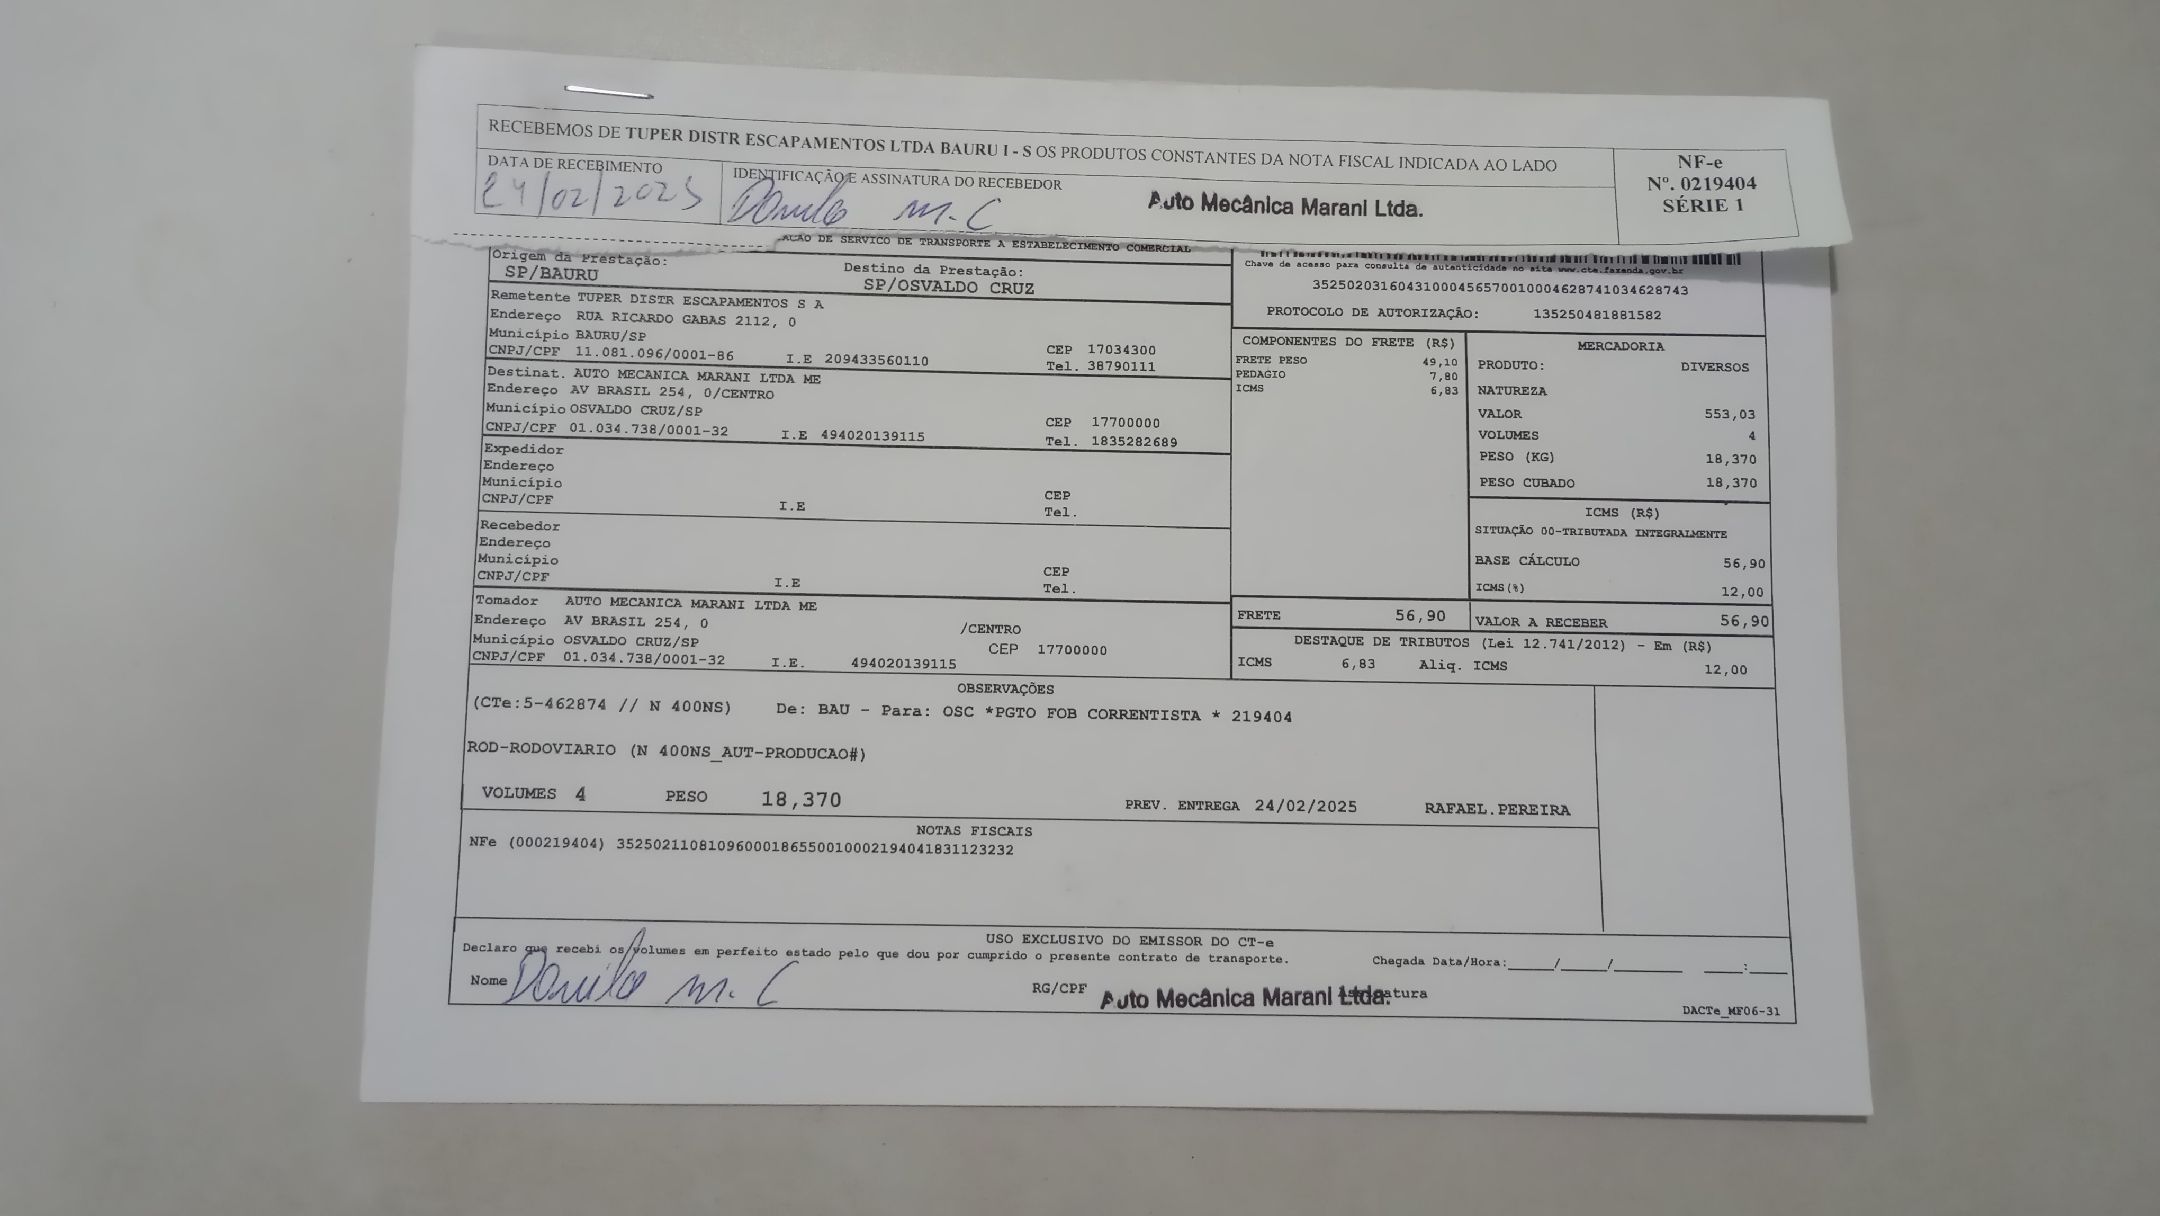 RECEBEMOS DE TUPER DISTR ESCAPAMENTOS LTDA BAURU I - S OS PRODUTOS CONSTANTES DA NOTA FISCAL INDICADA AO LADO
DATA DE RECEBIMENTO
24/02/2025
IDENTIFICAÇÃO E ASSINATURA DO RECEBEDOR
Danilo M. C
Auto Mecânica Marani Ltda.
NF-e
Nº. 0219404
SÉRIE 1
AÇÃO DE SERVICO DE TRANSPORTE A ESTABELECIMENTO COMERCIAL
Origem da Prestação:
SP/BAURU
Destino da Prestação:
SP/OSVALDO CRUZ
Remetente TUPER DISTR ESCAPAMENTOS S A
Endereço RUA RICARDO GABAS 2112, 0
Município BAURU/SP
CEP 17034300
CNPJ/CPF 11.081.096/0001-86 I.E 209433560110 Tel. 38790111
Destinat. AUTO MECANICA MARANI LTDA ME
Endereço AV BRASIL 254, 0/CENTRO
Município OSVALDO CRUZ/SP CEP 17700000
CNPJ/CPF 01.034.738/0001-32 I.E 494020139115 Tel. 1835282689
Expedidor
Endereço
Município CEP
CNPJ/CPF I.E Tel.
Recebedor
Endereço
Município CEP
CNPJ/CPF I.E Tel.
Tomador AUTO MECANICA MARANI LTDA ME
Endereço AV BRASIL 254, 0 /CENTRO
Município OSVALDO CRUZ/SP CEP 17700000
CNPJ/CPF 01.034.738/0001-32 I.E. 494020139115
Chave de acesso para consulta de autenticidade no site www.cte.fazenda.gov.br
35250203160431000456570010004628741034628743
PROTOCOLO DE AUTORIZAÇÃO: 135250481881582
COMPONENTES DO FRETE (R$)
FRETE PESO 49,10
PEDAGIO 7,80
ICMS 6,83
MERCADORIA
PRODUTO: DIVERSOS
NATUREZA
VALOR 553,03
VOLUMES 4
PESO (KG) 18,370
PESO CUBADO 18,370
ICMS (R$)
SITUAÇÃO 00-TRIBUTADA INTEGRALMENTE
BASE CÁLCULO 56,90
ICMS(%) 12,00
FRETE 56,90
VALOR A RECEBER 56,90
DESTAQUE DE TRIBUTOS (Lei 12.741/2012) - Em (R$)
ICMS 6,83 Aliq. ICMS 12,00
OBSERVAÇÕES
(CTe:5-462874 // N 400NS) De: BAU - Para: OSC *PGTO FOB CORRENTISTA * 219404
ROD-RODOVIARIO (N 400NS_AUT-PRODUCAO#)
VOLUMES 4 PESO 18,370 PREV. ENTREGA 24/02/2025 RAFAEL.PEREIRA
NOTAS FISCAIS
NFe (000219404) 35250211081096000186550010002194041831123232
USO EXCLUSIVO DO EMISSOR DO CT-e
Declaro que recebi os volumes em perfeito estado pelo que dou por cumprido o presente contrato de transporte.
Chegada Data/Hora:_____/_____/_______ ____:____
Nome Danilo M. C
RG/CPF
Auto Mecânica Marani Ltda.
DACTe_MF06-31